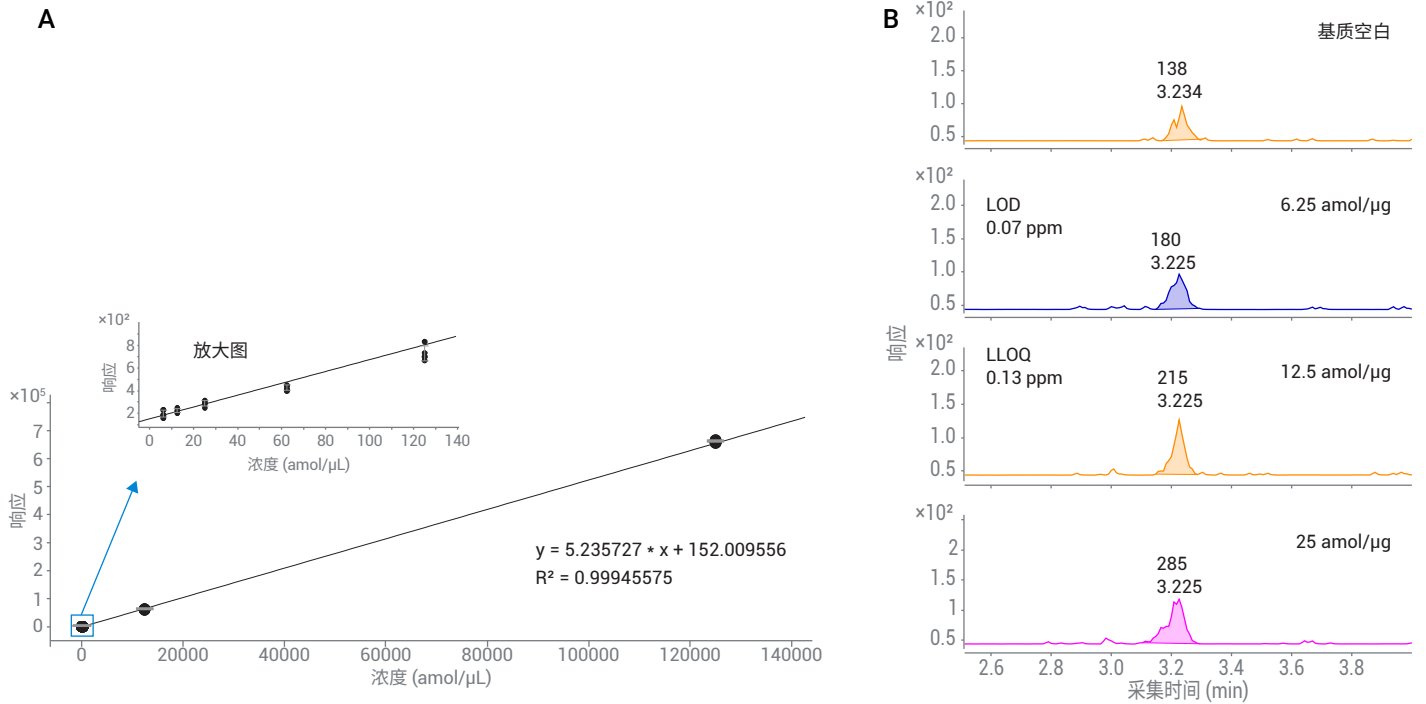 A
×10²
放大图
8
6
4
2
响应
0 20 40 60 80 100 120 140
浓度 (amol/µL)
×10⁵
7
6
5
4
3
2
1
0
响应
y = 5.235727 * x + 152.009556
R² = 0.99945575
0 20000 40000 60000 80000 100000 120000 140000
浓度 (amol/µL)
B
响应
×10²
基质空白
2.0
1.5
1.0
0.5
138
3.234
×10²
LOD
0.07 ppm
6.25 amol/µg
2.0
1.5
1.0
0.5
180
3.225
×10²
LLOQ
0.13 ppm
12.5 amol/µg
2.0
1.5
1.0
0.5
215
3.225
×10²
25 amol/µg
2
1.5
1
0.5
285
3.225
2.6 2.8 3.0 3.2 3.4 3.6 3.8
采集时间 (min)